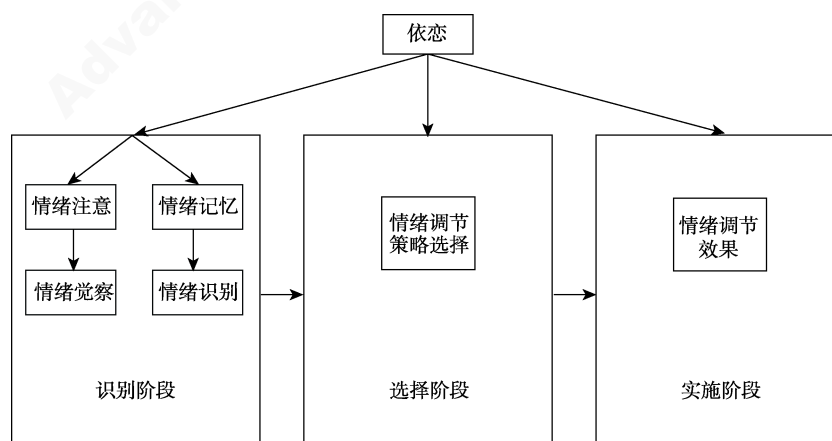 Advan
依恋
情绪注意
情绪记忆
情绪觉察
情绪识别
识别阶段
情绪调节
策略选择
选择阶段
情绪调节
效果
实施阶段